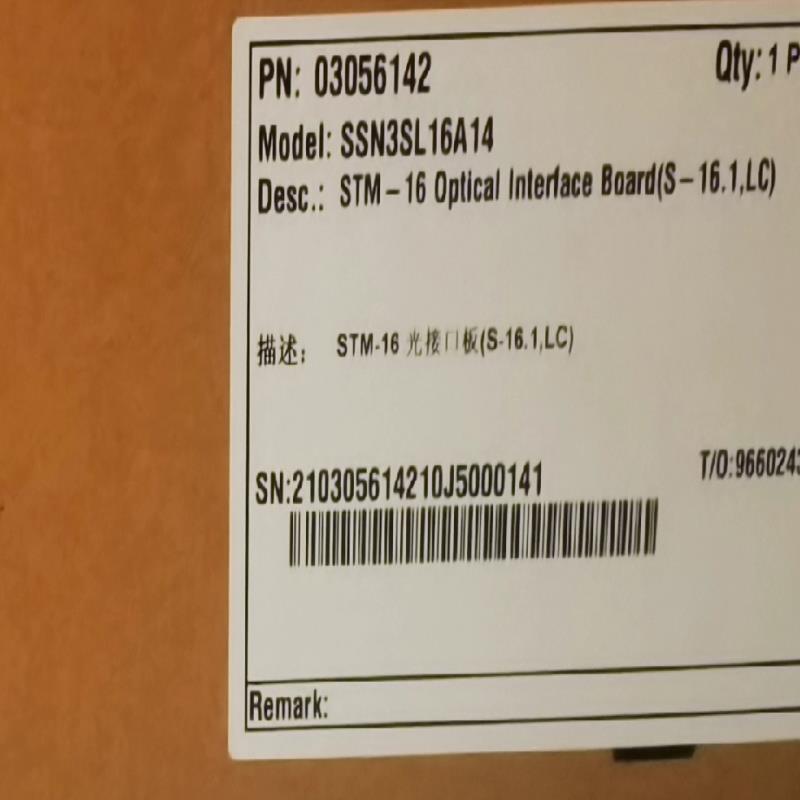 PN: 03056142
Qty: 1 P
Model: SSN3SL16A14
Desc.: STM-16 Optical Interface Board(S-16.1,LC)
描述: STM-16 光接口板(S-16.1,LC)
SN:210305614210J5000141
T/O:966024
Remark: